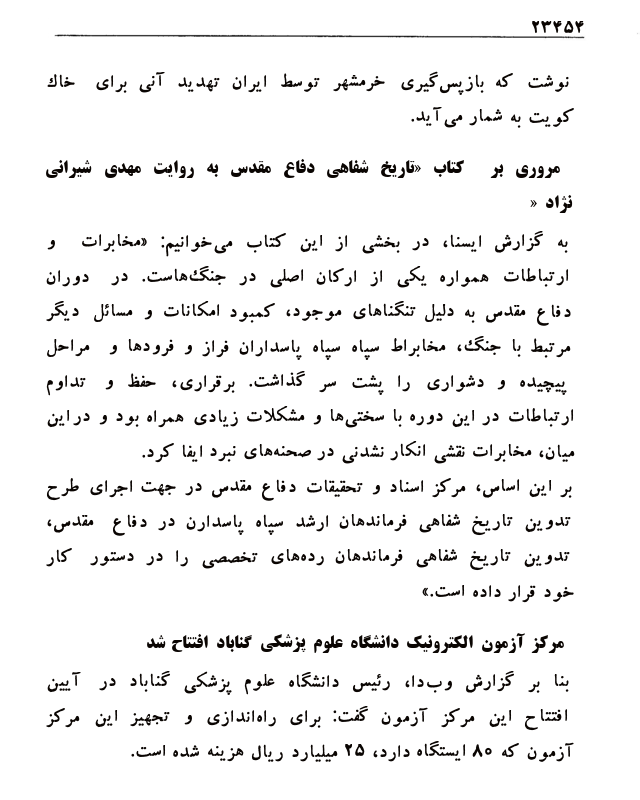 ۲۳۴۵۴
نوشت که بازپس‌گیری خرمشهر توسط ایران تهدید آنی برای خاک
کویت به شمار می‌آید.
مروری بر کتاب «تاریخ شفاهی دفاع مقدس به روایت مهدی شیرانی
نژاد «
به گزارش ایسنا، در بخشی از این کتاب می‌خوانیم: «مخابرات و
ارتباطات همواره یکی از ارکان اصلی در جنگ‌هاست. در دوران
دفاع مقدس به دلیل تنگناهای موجود، کمبود امکانات و مسائل دیگر
مرتبط با جنگ، مخابراط سپاه سپاه پاسداران فراز و فرودها و مراحل
پیچیده و دشواری را پشت سر گذاشت. برقراری، حفظ و تداوم
ارتباطات در این دوره با سختی‌ها و مشکلات زیادی همراه بود و دراین
میان، مخابرات نقشی انکار نشدنی در صحنه‌های نبرد ایفا کرد.
بر این اساس، مرکز اسناد و تحقیقات دفاع مقدس در جهت اجرای طرح
تدوین تاریخ شفاهی فرماندهان ارشد سپاه پاسدارن در دفاع مقدس،
تدوین تاریخ شفاهی فرماندهان رده‌های تخصصی را در دستور کار
خود قرار داده است.»
مرکز آزمون الکترونیک دانشگاه علوم پزشکی گناباد افتتاح شد
بنا بر گزارش وب‌دا، رئیس دانشگاه علوم پزشکی گناباد در آیین
افتتاح این مرکز آزمون گفت: برای راه‌اندازی و تجهیز این مرکز
آزمون که ۸۰ ایستگاه دارد، ۲۵ میلیارد ریال هزینه شده است.